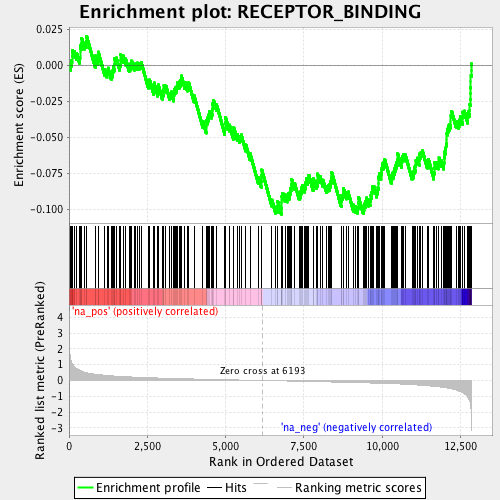 Enrichment plot: RECEPTOR_BINDING
Enrichment score (ES)
0.025
0.000
-0.025
-0.050
-0.075
-0.100
'na_pos' (positively correlated)
Ranked list metric (PreRanked)
4
3
2
1
0
-1
-2
-3
Zero cross at 6193
'na_neg' (negatively correlated)
0
2,500
5,000
7,500
10,000
12,500
Rank in Ordered Dataset
Enrichment profile
Hits
Ranking metric scores